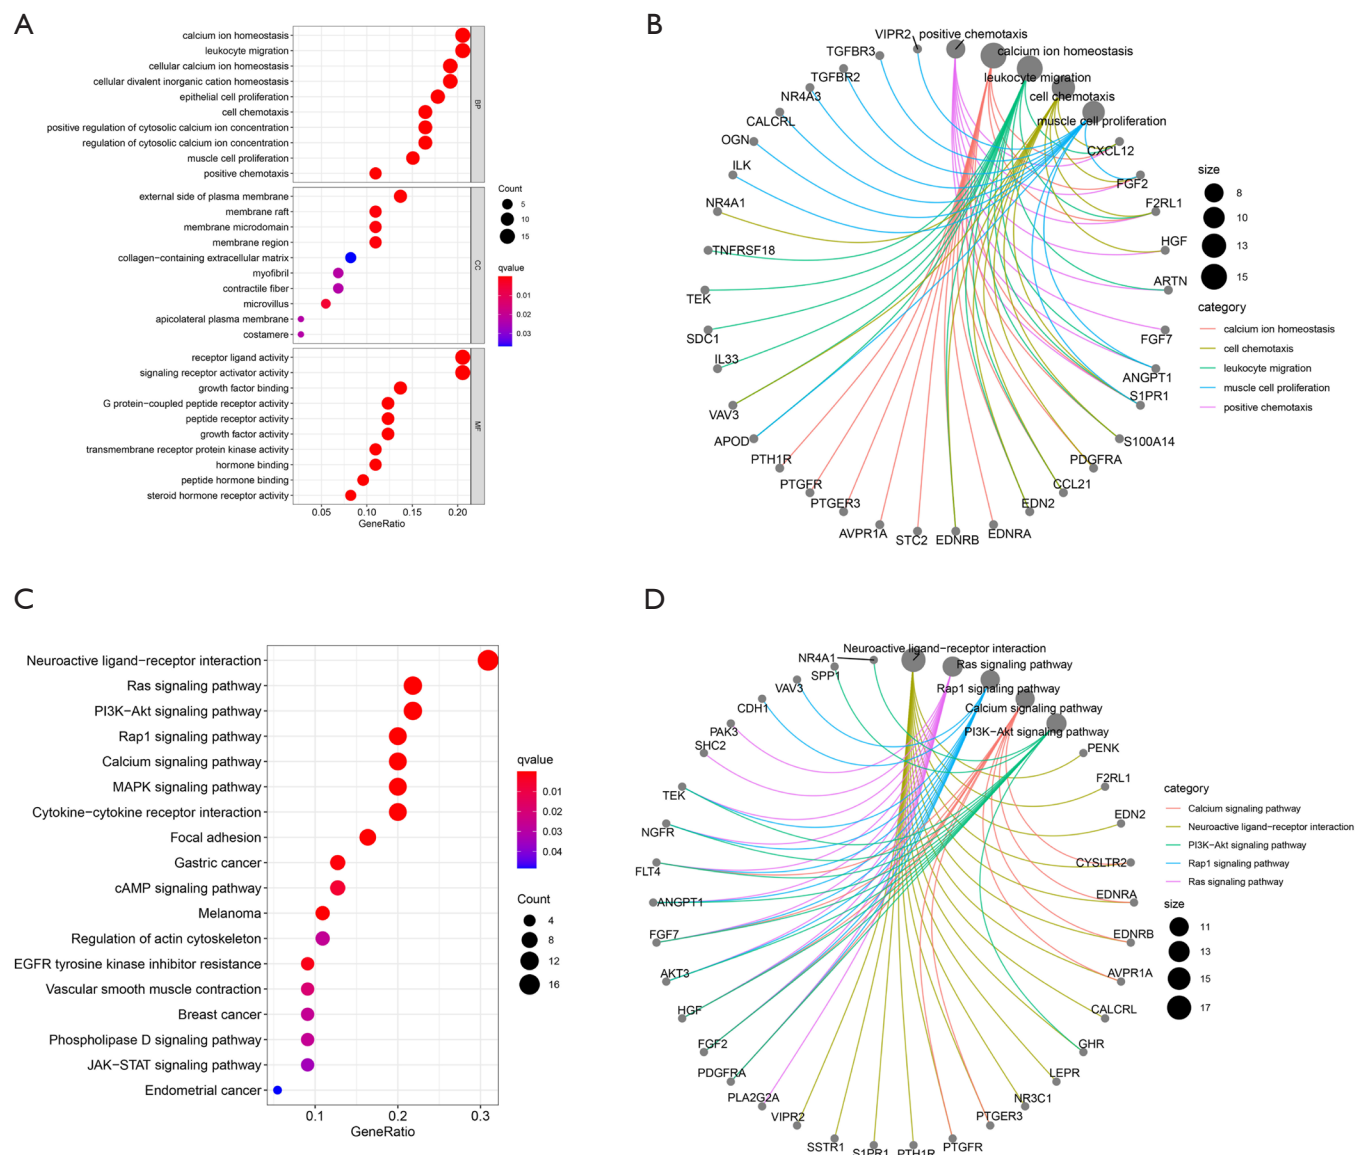 A
calcium ion homeostasis
leukocyte migration
cellular calcium ion homeostasis
cellular divalent inorganic cation homeostasis
epithelial cell proliferation
cell chemotaxis
positive regulation of cytosolic calcium ion concentration
regulation of cytosolic calcium ion concentration
muscle cell proliferation
positive chemotaxis
BP
external side of plasma membrane
membrane raft
membrane microdomain
membrane region
collagen-containing extracellular matrix
myofibril
contractile fiber
microvillus
apicolateral plasma membrane
costamere
CC
receptor ligand activity
signaling receptor activator activity
growth factor binding
G protein-coupled peptide receptor activity
peptide receptor activity
growth factor activity
transmembrane receptor protein kinase activity
hormone binding
peptide hormone binding
steroid hormone receptor activity
MF
0.05 0.10 0.15 0.20
GeneRatio
Count
5
10
15
qvalue
0.01
0.02
0.03
B
VIPR2
positive chemotaxis
TGFBR3
calcium ion homeostasis
TGFBR2
leukocyte migration
NR4A3
cell chemotaxis
CALCRL
muscle cell proliferation
OGN
CXCL12
ILK
FGF2
NR4A1
F2RL1
TNFRSF18
HGF
TEK
ARTN
SDC1
FGF7
IL33
ANGPT1
VAV3
S1PR1
APOD
S100A14
PTH1R
PDGFRA
PTGFR
CCL21
PTGER3
EDN2
AVPR1A
STC2
EDNRB
EDNRA
size
8
10
13
15
category
calcium ion homeostasis
cell chemotaxis
leukocyte migration
muscle cell proliferation
positive chemotaxis
C
Neuroactive ligand−receptor interaction
Ras signaling pathway
PI3K−Akt signaling pathway
Rap1 signaling pathway
Calcium signaling pathway
MAPK signaling pathway
Cytokine−cytokine receptor interaction
Focal adhesion
Gastric cancer
cAMP signaling pathway
Melanoma
Regulation of actin cytoskeleton
EGFR tyrosine kinase inhibitor resistance
Vascular smooth muscle contraction
Breast cancer
Phospholipase D signaling pathway
JAK−STAT signaling pathway
Endometrial cancer
0.1 0.2 0.3
GeneRatio
qvalue
0.01
0.02
0.03
0.04
Count
4
8
12
16
D
Neuroactive ligand−receptor interaction
NR4A1
Ras signaling pathway
SPP1
Rap1 signaling pathway
VAV3
Calcium signaling pathway
CDH1
PI3K−Akt signaling pathway
PAK3
PENK
SHC2
F2RL1
TEK
EDN2
NGFR
CYSLTR2
FLT4
EDNRA
ANGPT1
EDNRB
FGF7
AVPR1A
AKT3
CALCRL
HGF
GHR
FGF2
LEPR
PDGFRA
NR3C1
PLA2G2A
PTGER3
VIPR2
SSTR1
S1PR1
PTH1R
PTGFR
category
Calcium signaling pathway
Neuroactive ligand−receptor interaction
PI3K−Akt signaling pathway
Rap1 signaling pathway
Ras signaling pathway
size
11
13
15
17